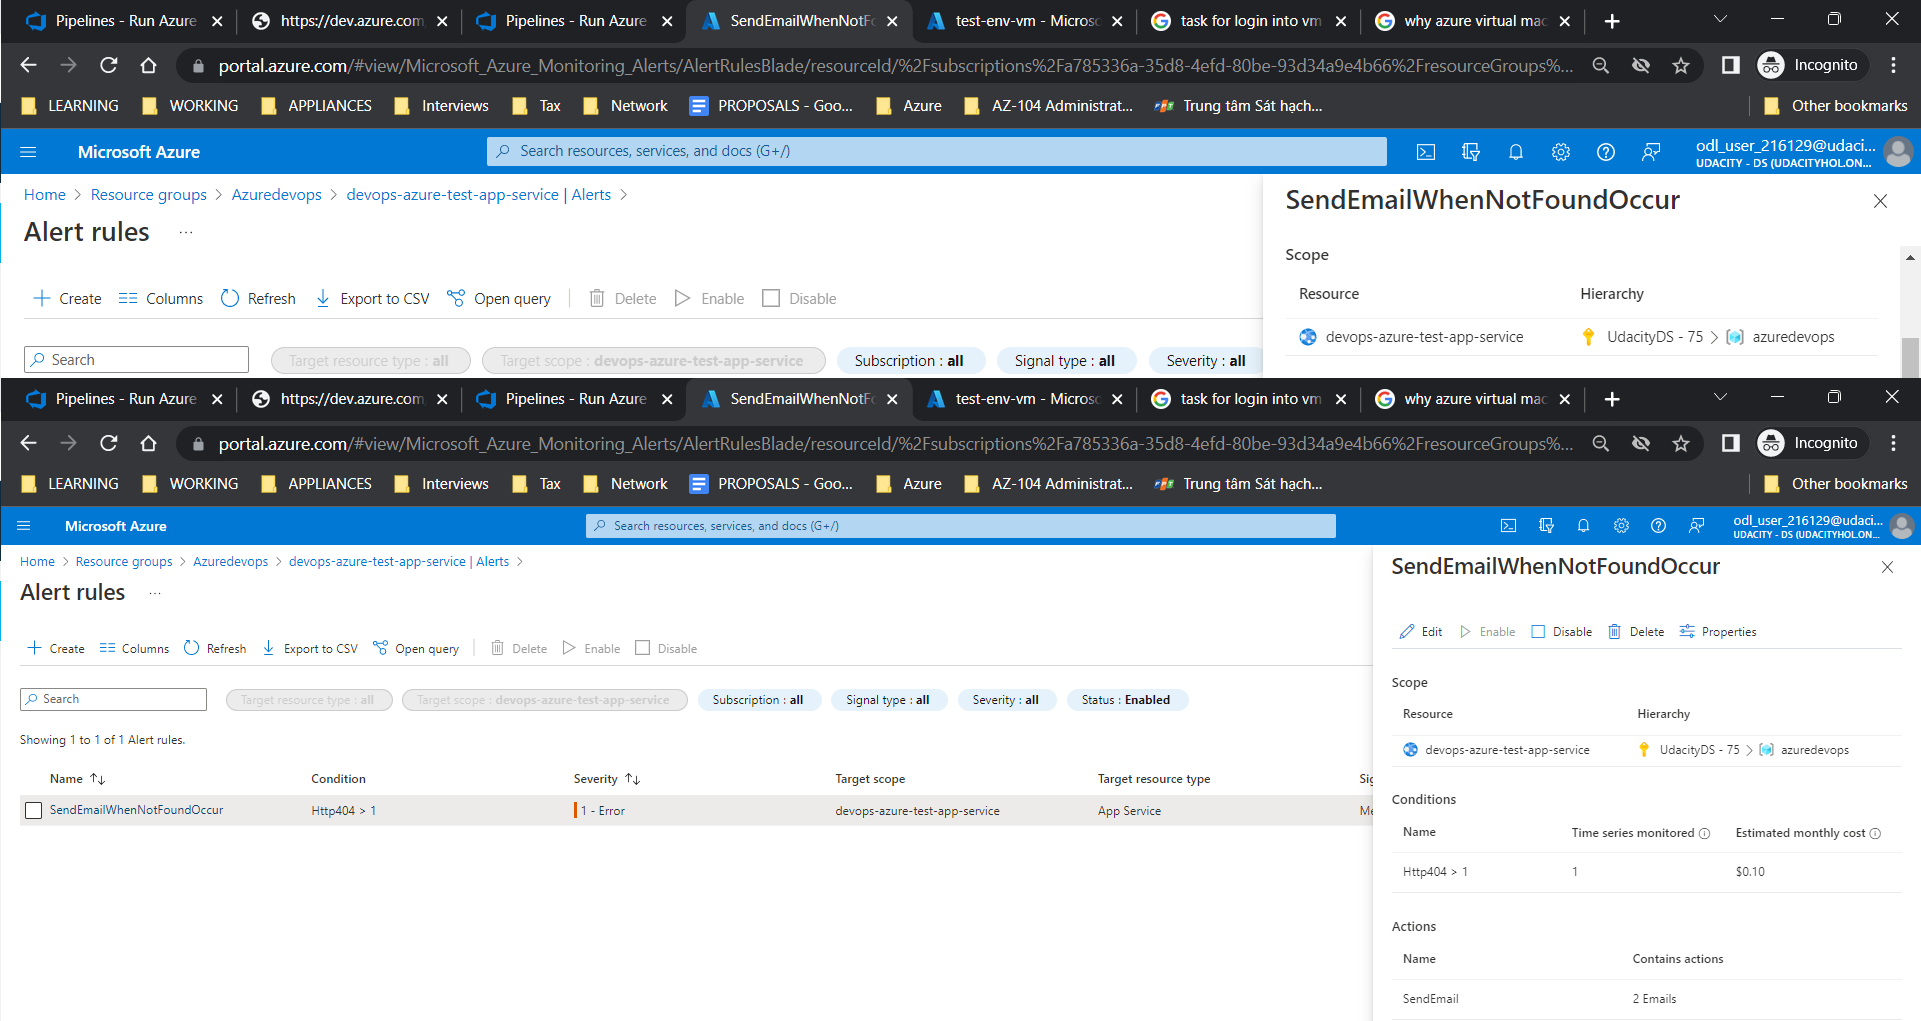 Pipelines - Run Azure
https://dev.azure.com
Pipelines - Run Azure
SendEmailWhenNotFo
test-env-vm - Microso
task for login into vm
why azure virtual mac
portal.azure.com/#view/Microsoft_Azure_Monitoring_Alerts/AlertRulesBlade/resourceId/%2Fsubscriptions%2Fa785336a-35d8-4efd-80be-93d34a9e4b66%2FresourceGroups%...
Incognito
LEARNING
WORKING
APPLIANCES
Interviews
Tax
Network
PROPOSALS - Goo...
Azure
AZ-104 Administrat...
Trung tâm Sát hạch...
Other bookmarks
Microsoft Azure
Search resources, services, and docs (G+/)
odl_user_216129@udaci...
UDACITY - DS (UDACITYHOL.ON...
Home > Resource groups > Azuredevops > devops-azure-test-app-service | Alerts >
Alert rules ...
Create
Columns
Refresh
Export to CSV
Open query
Delete
Enable
Disable
Search
Target resource type : all
Target scope : devops-azure-test-app-service
Subscription : all
Signal type : all
Severity : all
SendEmailWhenNotFoundOccur
Scope
Resource
Hierarchy
devops-azure-test-app-service
UdacityDS - 75 > azuredevops
Pipelines - Run Azure
https://dev.azure.com
Pipelines - Run Azure
SendEmailWhenNotFo
test-env-vm - Microso
task for login into vm
why azure virtual mac
portal.azure.com/#view/Microsoft_Azure_Monitoring_Alerts/AlertRulesBlade/resourceId/%2Fsubscriptions%2Fa785336a-35d8-4efd-80be-93d34a9e4b66%2FresourceGroups%...
Incognito
LEARNING
WORKING
APPLIANCES
Interviews
Tax
Network
PROPOSALS - Goo...
Azure
AZ-104 Administrat...
Trung tâm Sát hạch...
Other bookmarks
Microsoft Azure
Search resources, services, and docs (G+/)
odl_user_216129@udaci...
UDACITY - DS (UDACITYHOL.ON...
Home > Resource groups > Azuredevops > devops-azure-test-app-service | Alerts >
Alert rules ...
Create
Columns
Refresh
Export to CSV
Open query
Delete
Enable
Disable
Search
Target resource type : all
Target scope : devops-azure-test-app-service
Subscription : all
Signal type : all
Severity : all
Status : Enabled
Showing 1 to 1 of 1 Alert rules.
Name
Condition
Severity
Target scope
Target resource type
Sig
SendEmailWhenNotFoundOccur
Http404 > 1
1 - Error
devops-azure-test-app-service
App Service
Me
SendEmailWhenNotFoundOccur
Edit
Enable
Disable
Delete
Properties
Scope
Resource
Hierarchy
devops-azure-test-app-service
UdacityDS - 75 > azuredevops
Conditions
Name
Time series monitored
Estimated monthly cost
Http404 > 1
1
$0.10
Actions
Name
Contains actions
SendEmail
2 Emails